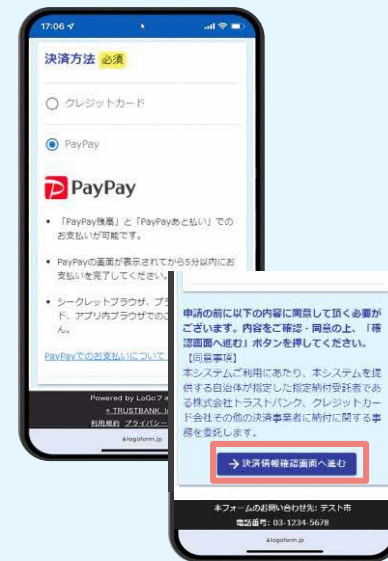 17:06
決済方法 必須
クレジットカード
PayPay
PayPay
• 「PayPay残高」と「PayPayあと払い」での
お支払いが可能です。
• PayPayの画面が表示されてから5分以内にお
支払いを完了してください。
• シークレットブラウザ、プラ
ド、アプリ内ブラウザでのご
ん。
PayPayでのお支払いについて
Powered by LoGoフォ
TRUSTBANK, I
利用規約 プライバシー
logoform.jp
申請の前に以下の内容に同意して頂く必要が
ございます。内容をご確認・同意の上、「確
認画面へ進む」ボタンを押してください。
【同意事項】
本システムご利用にあたり、本システムを提
供する自治体が指定した指定納付受託者であ
る株式会社トラストバンク、クレジットカー
ド会社その他の決済事業者に納付に関する事
務を委託します。
→決済情報確認画面へ進む
本フォームのお問い合わせ先: テスト市
電話番号: 03-1234-5678
logoform.jp